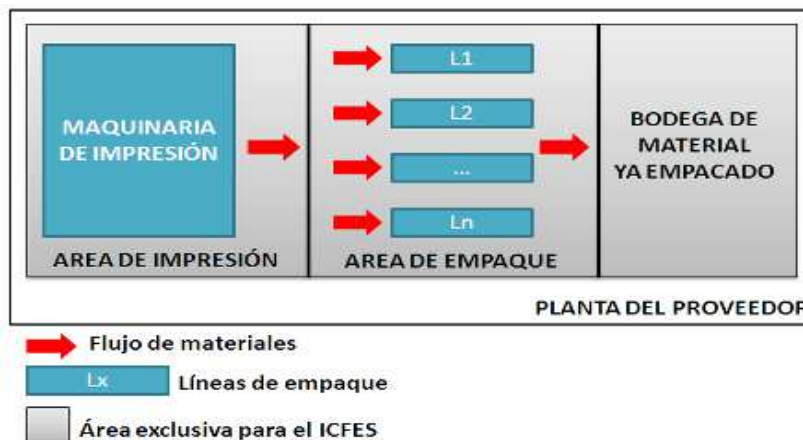 MAQUINARIA
DE IMPRESIÓN
AREA DE IMPRESIÓN
L1
L2
...
Ln
AREA DE EMPAQUE
BODEGA DE
MATERIAL
YA EMPACADO
PLANTA DEL PROVEEDOR
Flujo de materiales
Lx
Líneas de empaque
Área exclusiva para el ICFES